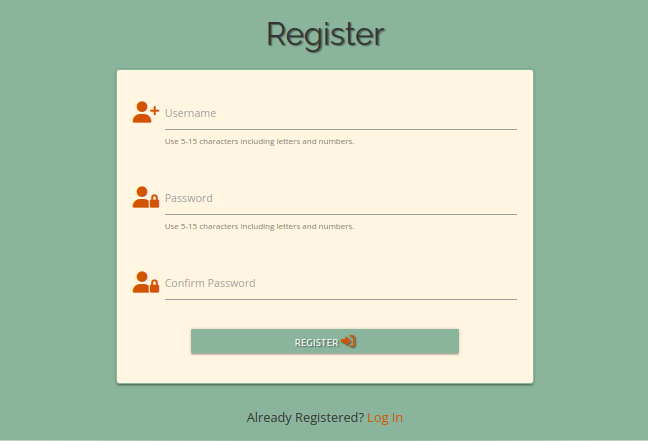 Register
Username
Use 5-15 characters including letters and numbers.
Password
Use 5-15 characters including letters and numbers.
Confirm Password
REGISTER
Already Registered? Log In